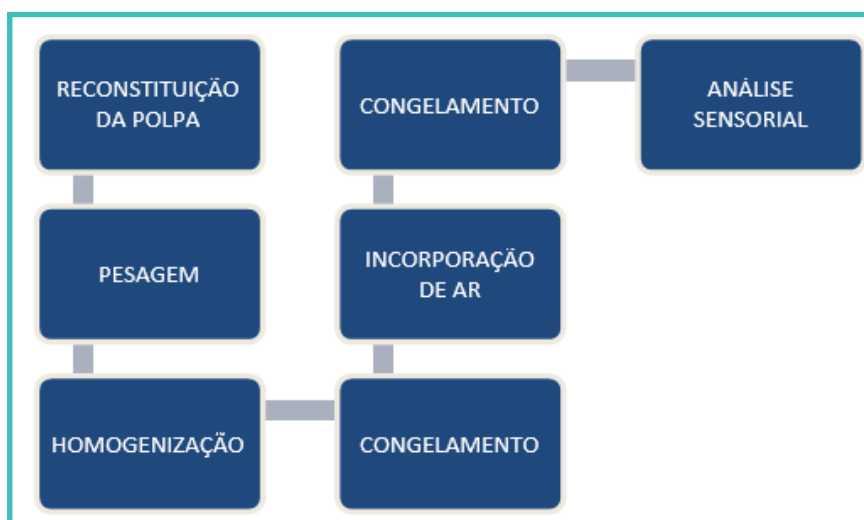 RECONSTITUIÇÃO
DA POLPA
PESAGEM
HOMOGENIZAÇÃO
CONGELAMENTO
INCORPORAÇÃO
DE AR
CONGELAMENTO
ANÁLISE
SENSORIAL